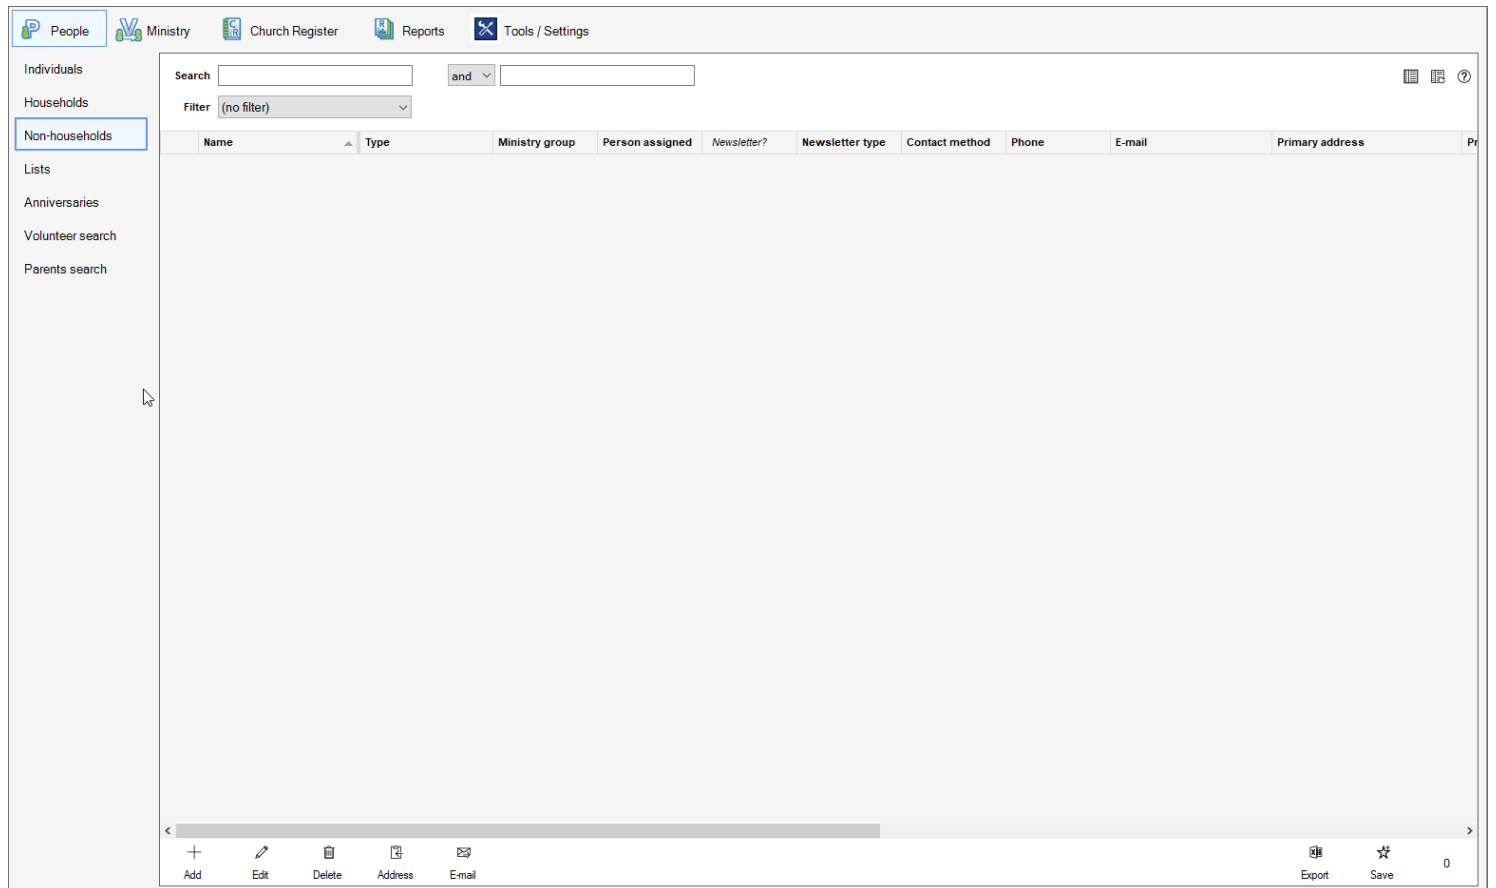 People Ministry Church Register Reports Tools / Settings
Individuals
Households
Non-households
Lists
Anniversaries
Volunteer search
Parents search
Search and
Filter (no filter)
Name Type Ministry group Person assigned Newsletter? Newsletter type Contact method Phone E-mail Primary address Pr
Add Edit Delete Address E-mail Export Save 0